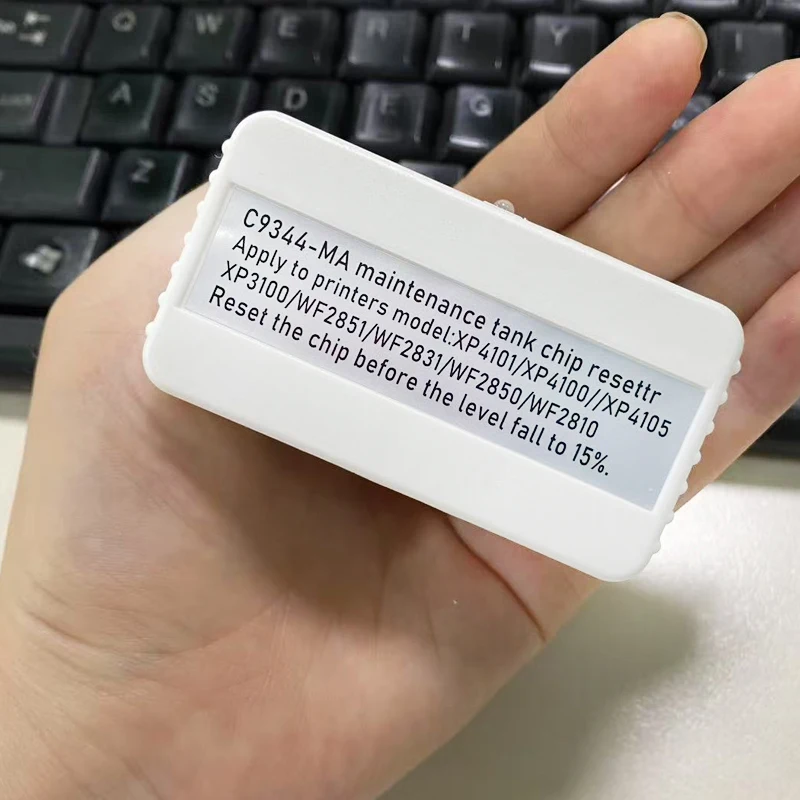 Q W E R T Y I
A S D F G
Z
C9344-MA maintenance tank chip resettr
Apply to printers model:XP4101/XP4100//XP4105
XP3100/WF2851/WF2831/WF2850/WF2810
Reset the chip before the level fall to 15%.